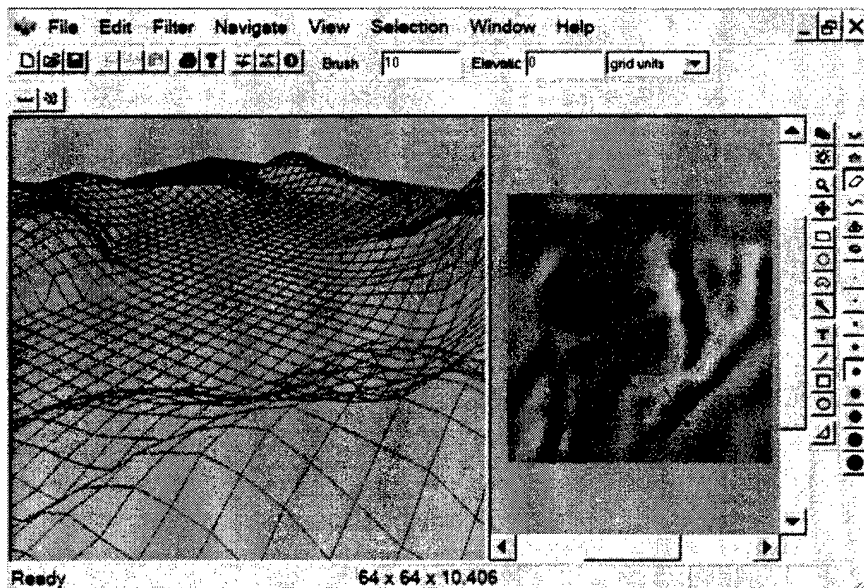 File Edit Filter Navigate View Selection Window Help
Brush 10 Elevatic 0 grid units
Ready 64 x 64 x 10.406